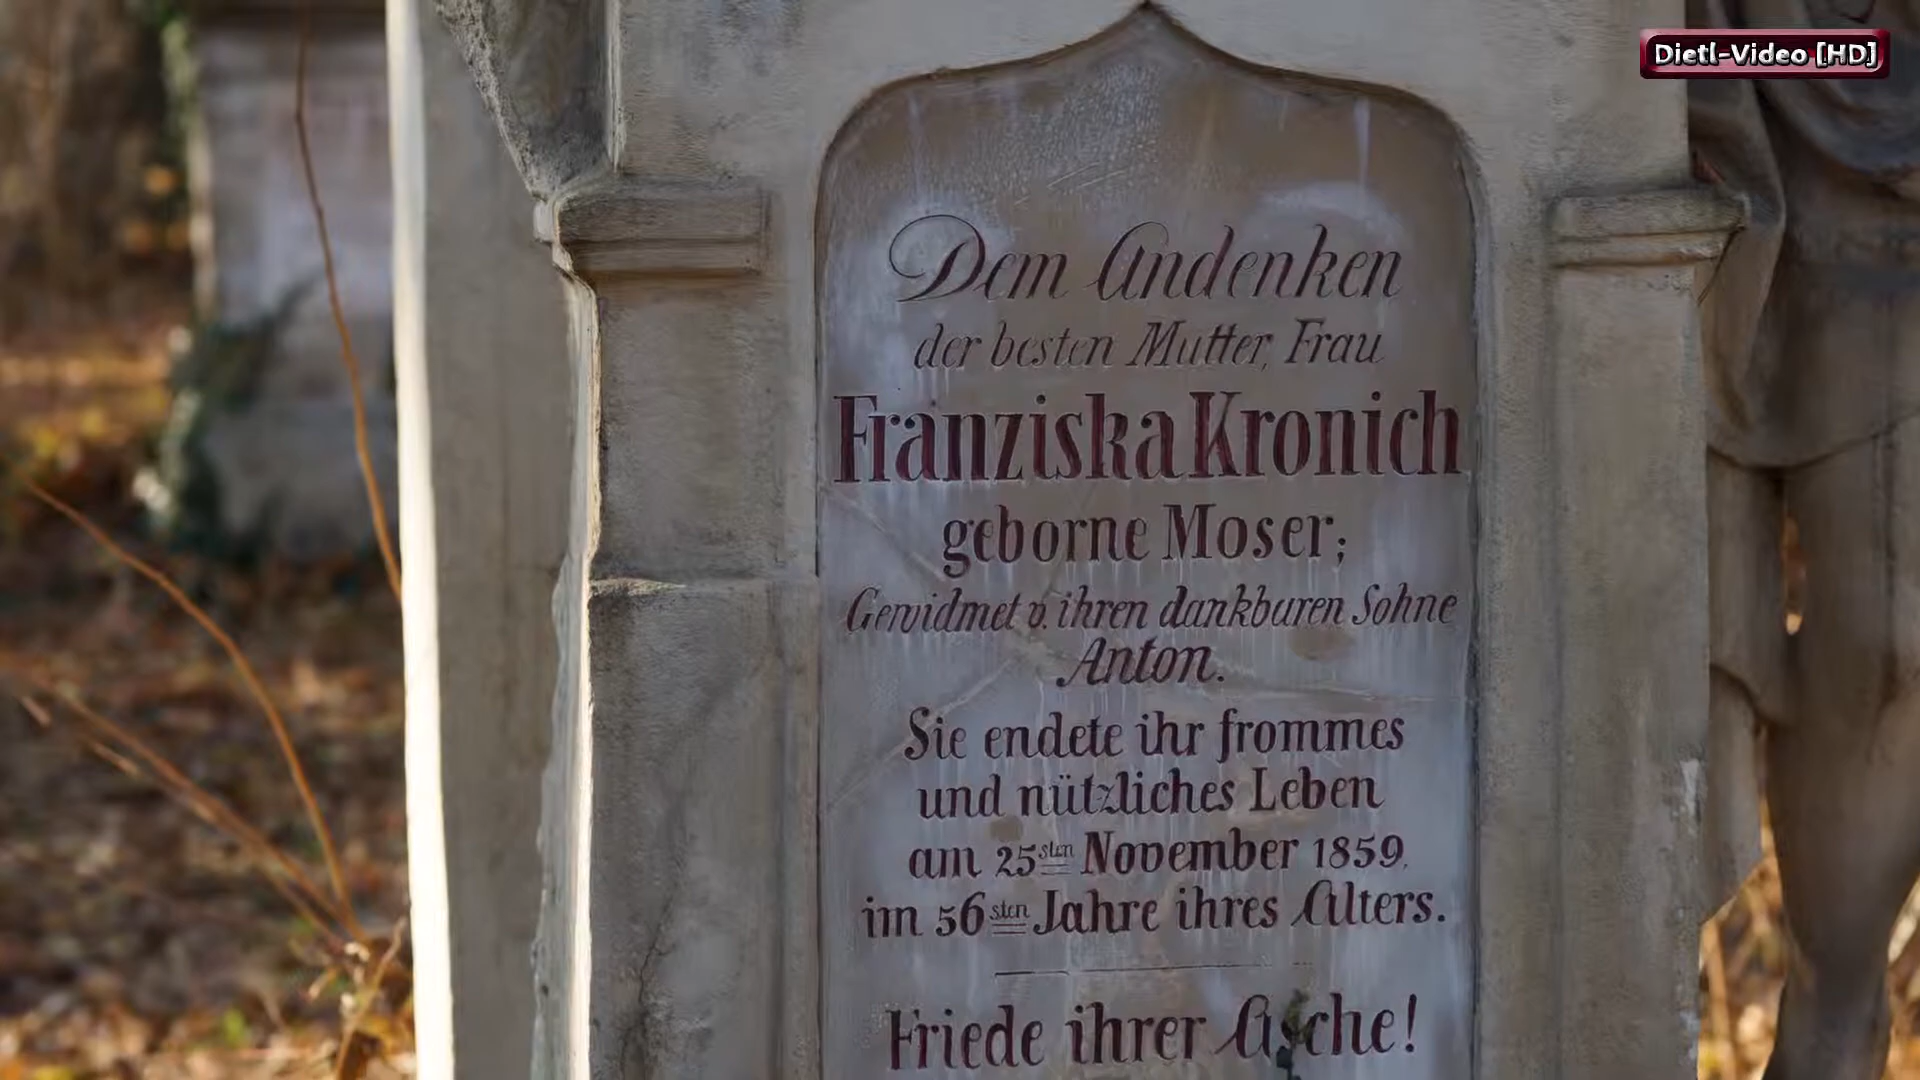 Dietl-Video [HD]
Dem Andenken
der besten Mutter, Frau
Franziska Kronich
geborne Moser;
Gewidmet v. ihren dankbaren Sohne
Anton.
Sie endete ihr frommes
und nützliches Leben
am 25sten November 1859.
im 56sten Jahre ihres Alters.
Friede ihrer Asche!